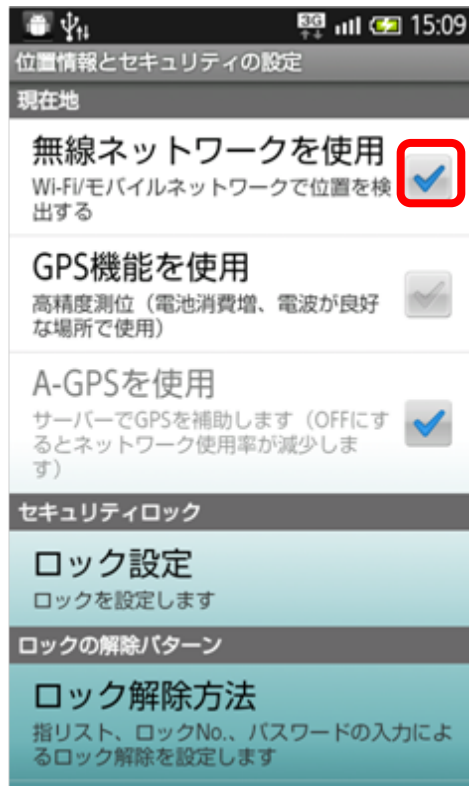 3G 15:09
位置情報とセキュリティの設定
現在地
無線ネットワークを使用
Wi-Fi/モバイルネットワークで位置を検
出する
GPS機能を使用
高精度測位（電池消費増、電波が良好
な場所で使用）
A-GPSを使用
サーバーでGPSを補助します（OFFにす
るとネットワーク使用率が減少しま
す）
セキュリティロック
ロック設定
ロックを設定します
ロックの解除パターン
ロック解除方法
指リスト、ロックNo.、パスワードの入力によ
るロック解除を設定します